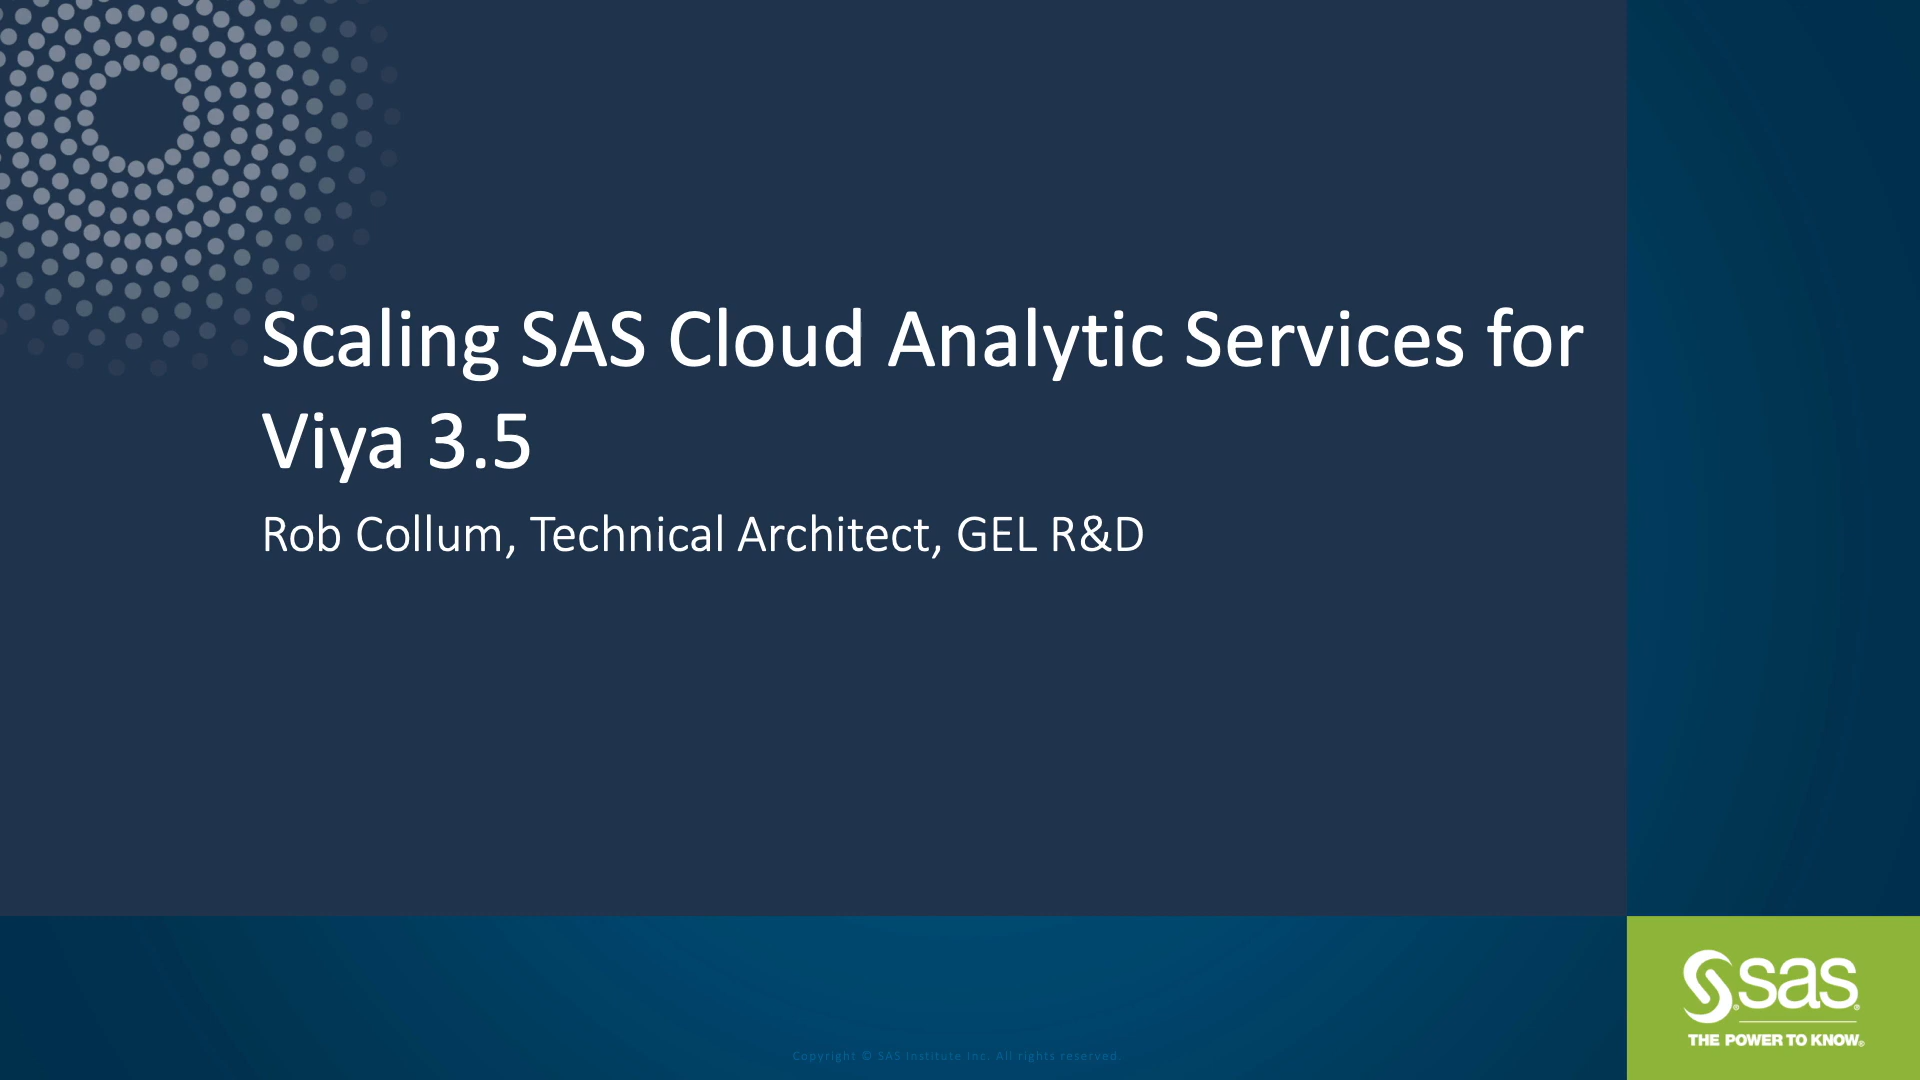 Scaling SAS Cloud Analytic Services for
Viya 3.5
Rob Collum, Technical Architect, GEL R&D
Copyright © SAS Institute Inc. All rights reserved.
sas
THE POWER TO KNOW®